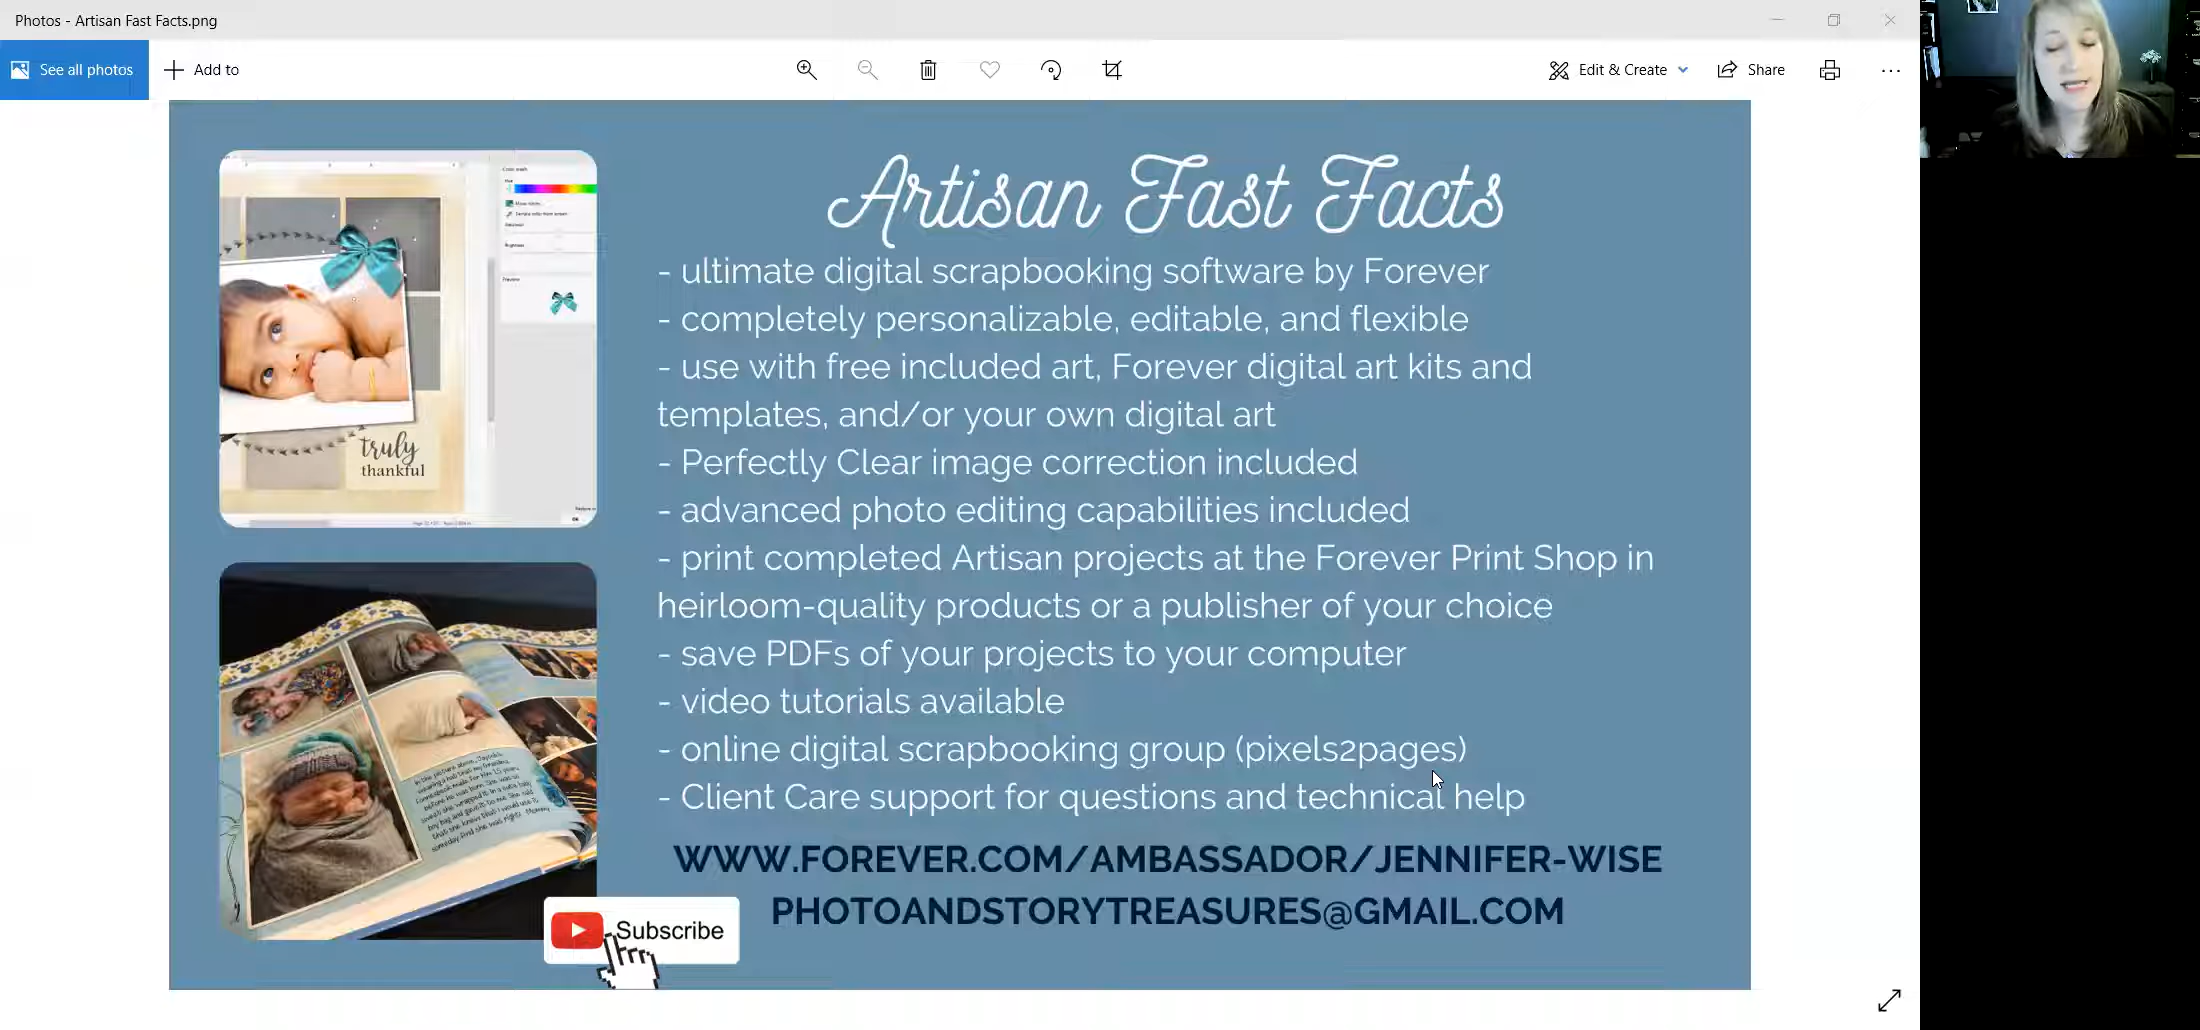 Photos - Artisan Fast Facts.png
See all photos
Add to
Edit & Create
Share
Artisan Fast Facts
- ultimate digital scrapbooking software by Forever
- completely personalizable, editable, and flexible
- use with free included art, Forever digital art kits and
templates, and/or your own digital art
- Perfectly Clear image correction included
- advanced photo editing capabilities included
- print completed Artisan projects at the Forever Print Shop in
heirloom-quality products or a publisher of your choice
- save PDFs of your projects to your computer
- video tutorials available
- online digital scrapbooking group (pixels2pages)
- Client Care support for questions and technical help
WWW.FOREVER.COM/AMBASSADOR/JENNIFER-WISE
PHOTOANDSTORYTREASURES@GMAIL.COM
truly
thankful
Hue
Brightness
Preview
OK
Subscribe